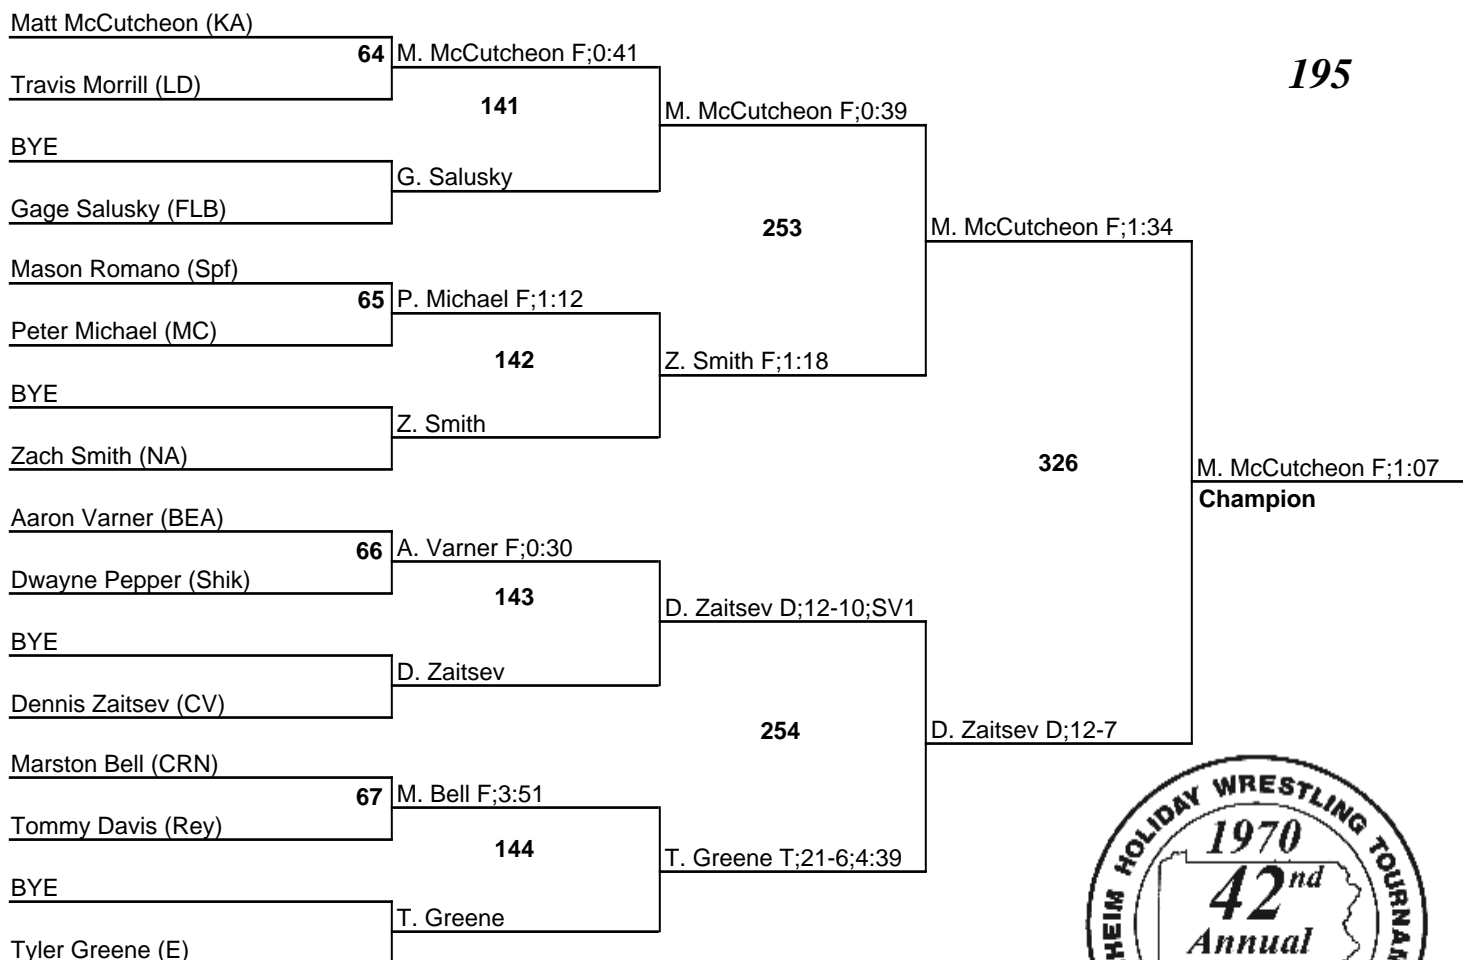 Matt McCutcheon (KA)
64 M. McCutcheon F;0:41
195
Travis Morrill (LD)
141
M. McCutcheon F;0:39
BYE
G. Salusky
Gage Salusky (FLB)
253
M. McCutcheon F;1:34
Mason Romano (Spf)
65 P. Michael F;1:12
Peter Michael (MC)
142
Z. Smith F;1:18
BYE
Z. Smith
Zach Smith (NA)
326
M. McCutcheon F;1:07
Champion
Aaron Varner (BEA)
66 A. Varner F;0:30
Dwayne Pepper (Shik)
143
D. Zaitsev D;12-10;SV1
BYE
D. Zaitsev
Dennis Zaitsev (CV)
254
D. Zaitsev D;12-7
Marston Bell (CRN)
67 M. Bell F;3:51
Tommy Davis (Rey)
144
T. Greene T;21-6;4:39
BYE
T. Greene
Tyler Greene (E)
HEIM HOLIDAY WRESTLING TOURNAM
1970
42nd
Annual